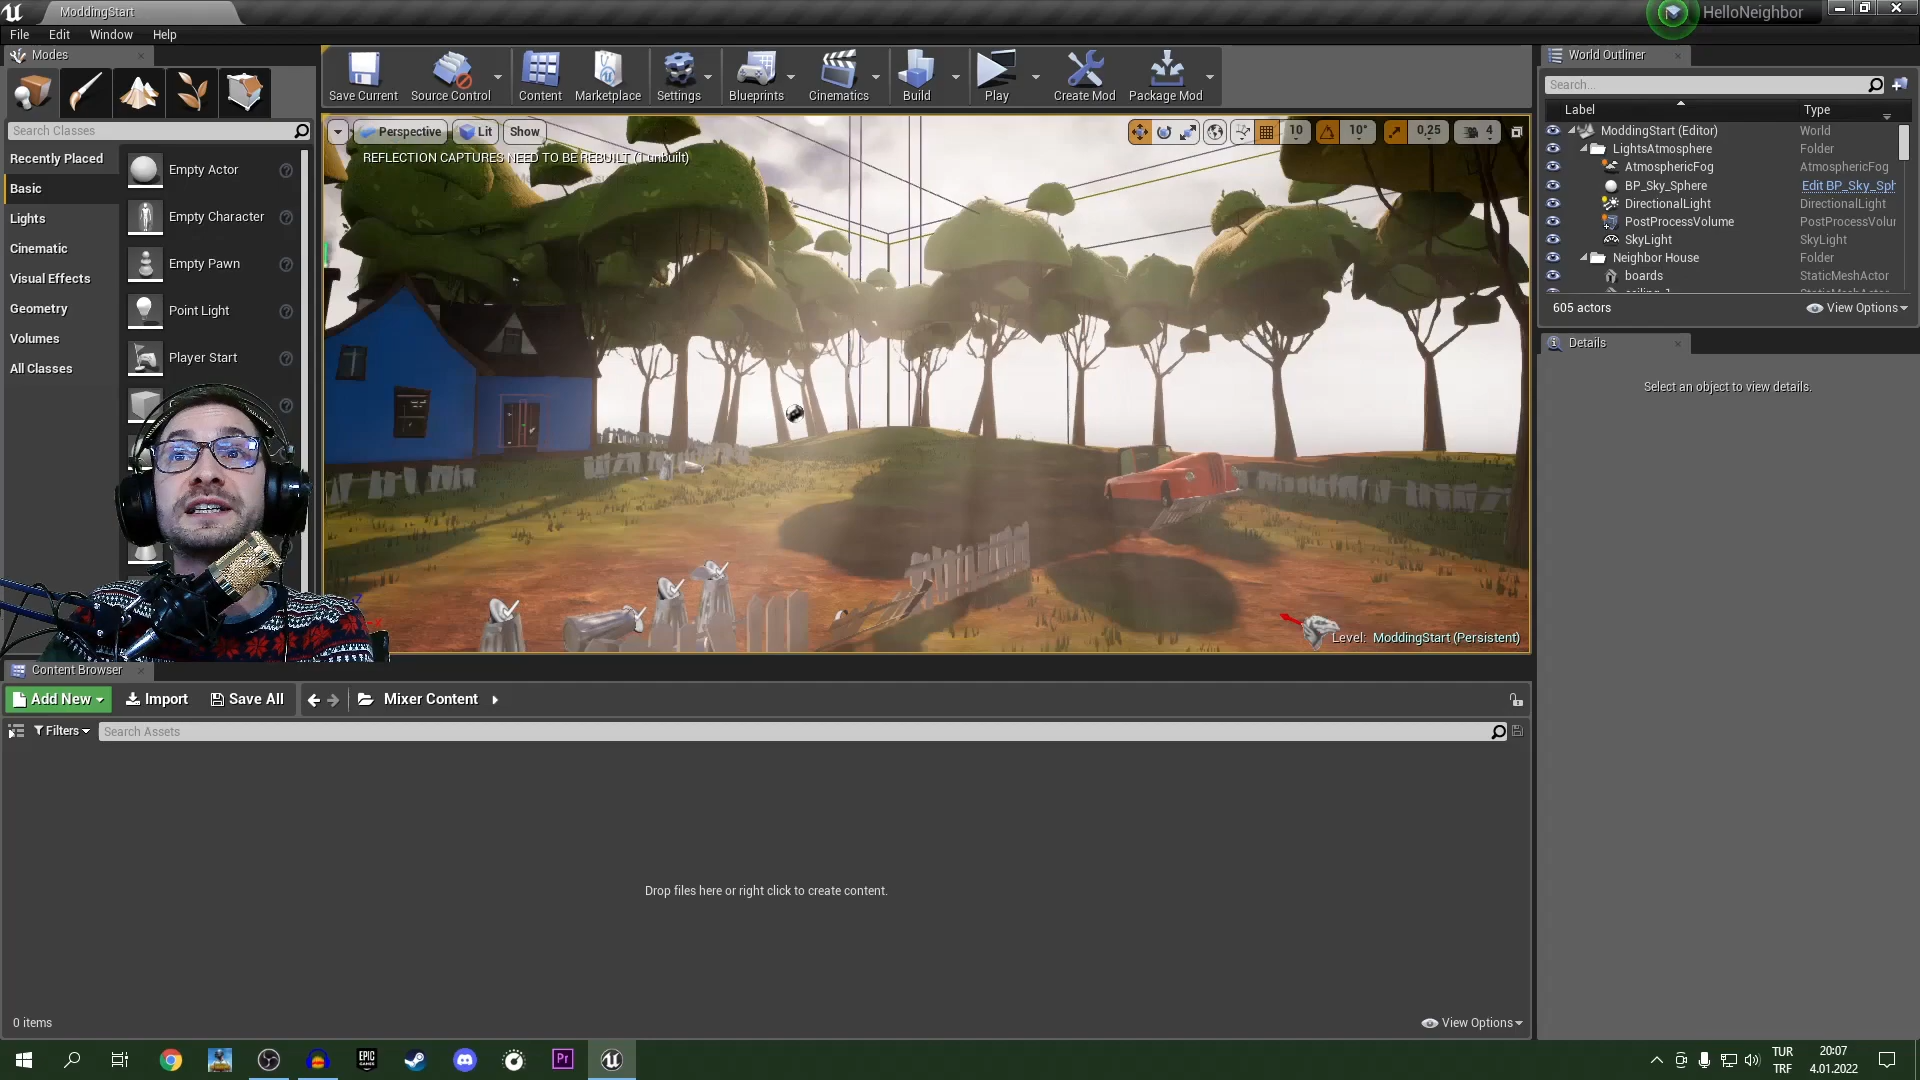 ModdingStart
HelloNeighbor
File Edit Window Help
Modes
Save Current
Source Control
Content
Marketplace
Settings
Blueprints
Cinematics
Build
Play
Create Mod
Package Mod
World Outliner
Search...
Label Type
Search Classes
Recently Placed
Basic
Lights
Cinematic
Visual Effects
Geometry
Volumes
All Classes
Empty Actor
Empty Character
Empty Pawn
Point Light
Player Start
Perspective Lit Show
10 10° 0,25 4
REFLECTION CAPTURES NEED TO BE REBUILT (1 unbuilt)
ModdingStart (Editor) World
LightsAtmosphere Folder
AtmosphericFog AtmosphericFog
BP_Sky_Sphere Edit BP_Sky_Sph
DirectionalLight DirectionalLight
PostProcessVolume PostProcessVolu
SkyLight SkyLight
Neighbor House Folder
boards StaticMeshActor
605 actors View Options
Details
Select an object to view details.
Level: ModdingStart (Persistent)
Content Browser
Add New Import Save All Mixer Content
Filters Search Assets
Drop files here or right click to create content.
0 items View Options
EPIC
GAMES
Pr
TUR
TRF
20:07
4.01.2022